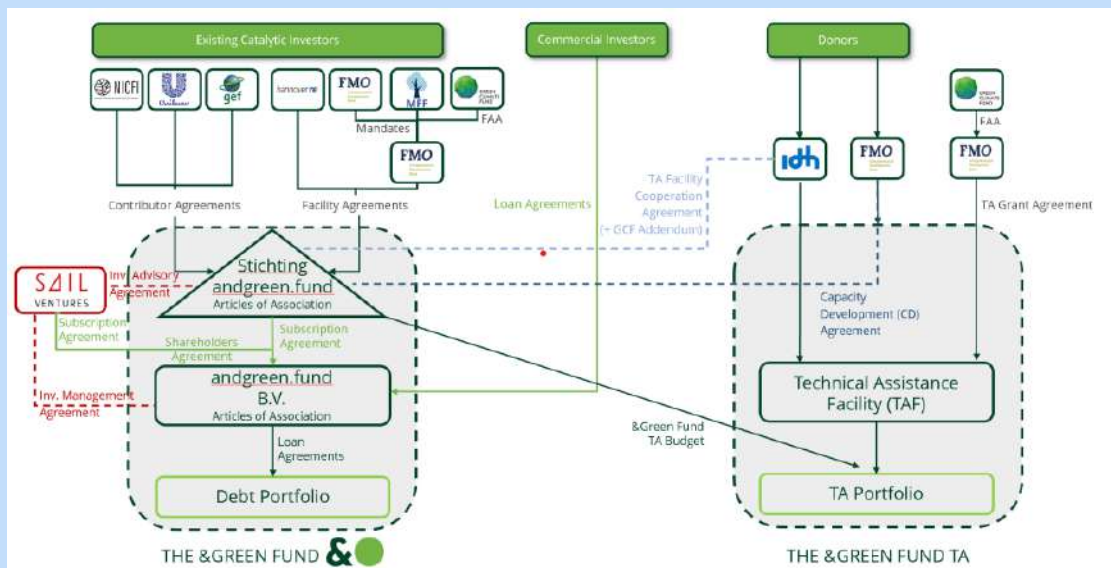 Existing Catalytic Investors
Commercial Investors
Donors
NICFI
Unilever
gef
hannover re
FMO
MFF
GREEN
CLIMATE
FUND
GREEN
CLIMATE
FUND
Mandates
FAA
FAA
FMO
idh
FMO
FMO
Contributor Agreements
Facility Agreements
Loan Agreements
TA Facility
Cooperation
Agreement
(+ GCF Addendum)
TA Grant Agreement
SAIL
VENTURES
Inv. Advisory
Agreement
Stichting
andgreen.fund
Articles of Association
Subscription
Agreement
Shareholders
Agreement
Subscription
Agreement
Capacity
Development (CD)
Agreement
Inv. Management
Agreement
andgreen.fund
B.V.
Articles of Association
Technical Assistance
Facility (TAF)
&Green Fund
TA Budget
Loan
Agreements
Debt Portfolio
TA Portfolio
THE &GREEN FUND &
THE &GREEN FUND TA